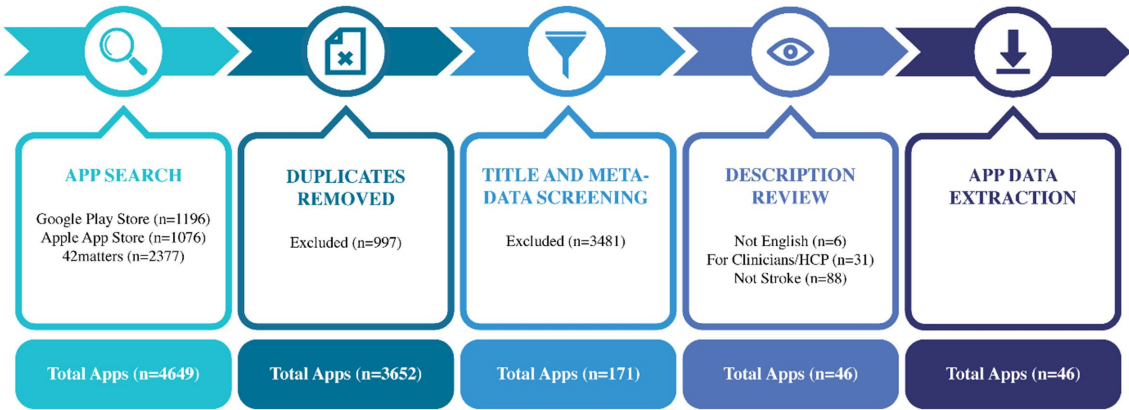 APP SEARCH
Google Play Store (n=1196)
Apple App Store (n=1076)
42matters (n=2377)
Total Apps (n=4649)
DUPLICATES
REMOVED
Excluded (n=997)
Total Apps (n=3652)
TITLE AND META-
DATA SCREENING
Excluded (n=3481)
Total Apps (n=171)
DESCRIPTION
REVIEW
Not English (n=6)
For Clinicians/HCP (n=31)
Not Stroke (n=88)
Total Apps (n=46)
APP DATA
EXTRACTION
Total Apps (n=46)